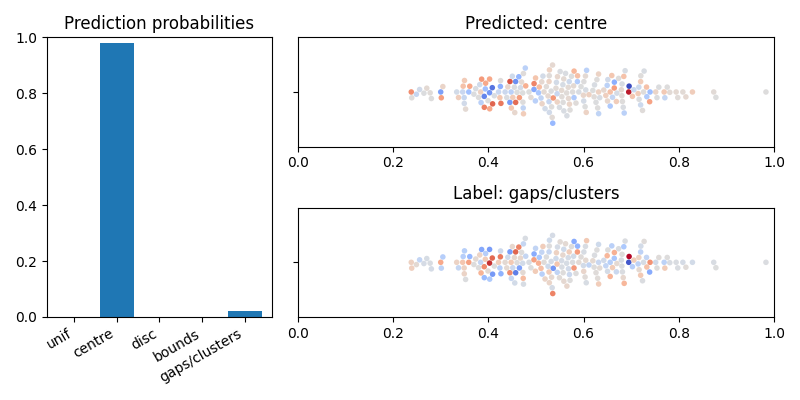 Prediction probabilities
1.0
0.8
0.6
0.4
0.2
0.0
unif
centre
disc
bounds
gaps/clusters
Predicted: centre
0.0 0.2 0.4 0.6 0.8 1.0
Label: gaps/clusters
0.0 0.2 0.4 0.6 0.8 1.0